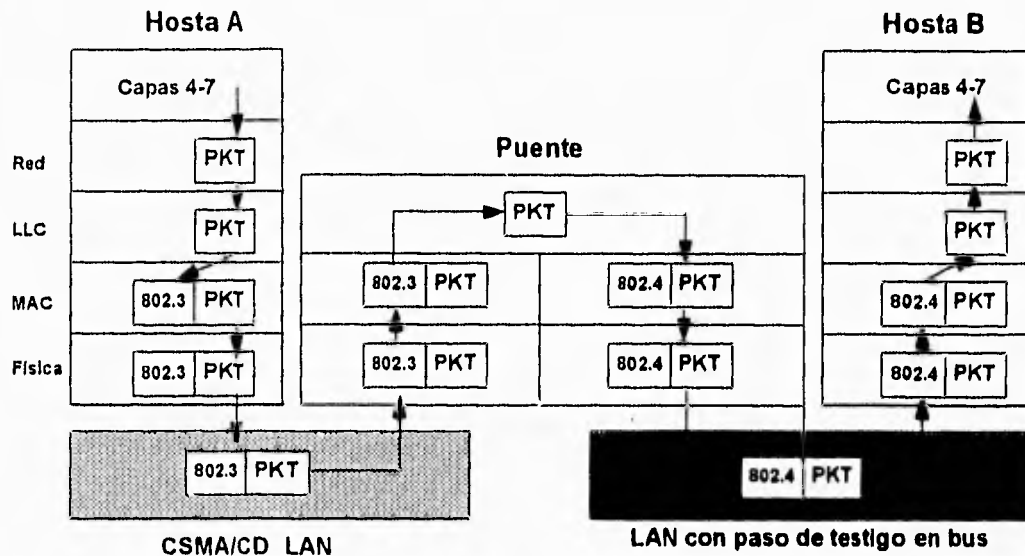 Hosta A
Hosta B
Capas 4-7
Capas 4-7
Puente
Red
PKT
PKT
PKT
LLC
PKT
PKT
MAC
802.3 PKT
802.3 PKT
802.4 PKT
802.4 PKT
Física
802.3 PKT
802.3 PKT
802.4 PKT
802.4 PKT
802.3 PKT
802.4 PKT
CSMA/CD LAN
LAN con paso de testigo en bus